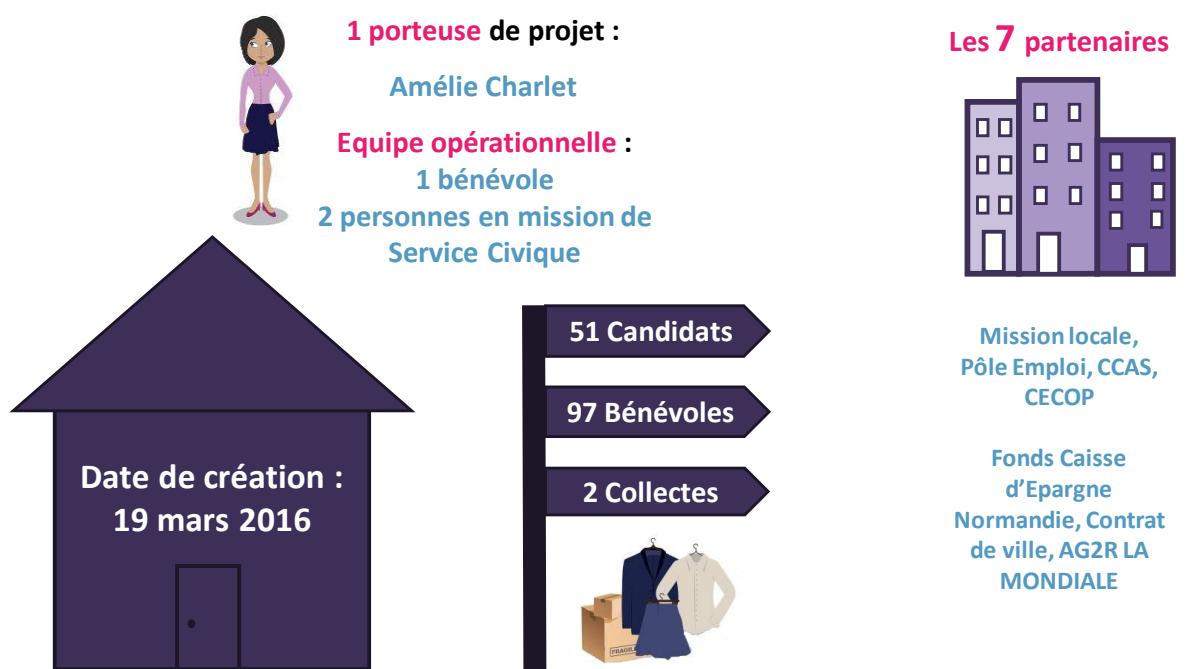 1 porteuse de projet :
Amélie Charlet
Equipe opérationnelle :
1 bénévole
2 personnes en mission de
Service Civique
Les 7 partenaires
Date de création :
19 mars 2016
51 Candidats
97 Bénévoles
2 Collectes
FRAGILE
Mission locale,
Pôle Emploi, CCAS,
CECOP
Fonds Caisse
d’Epargne
Normandie, Contrat
de ville, AG2R LA
MONDIALE